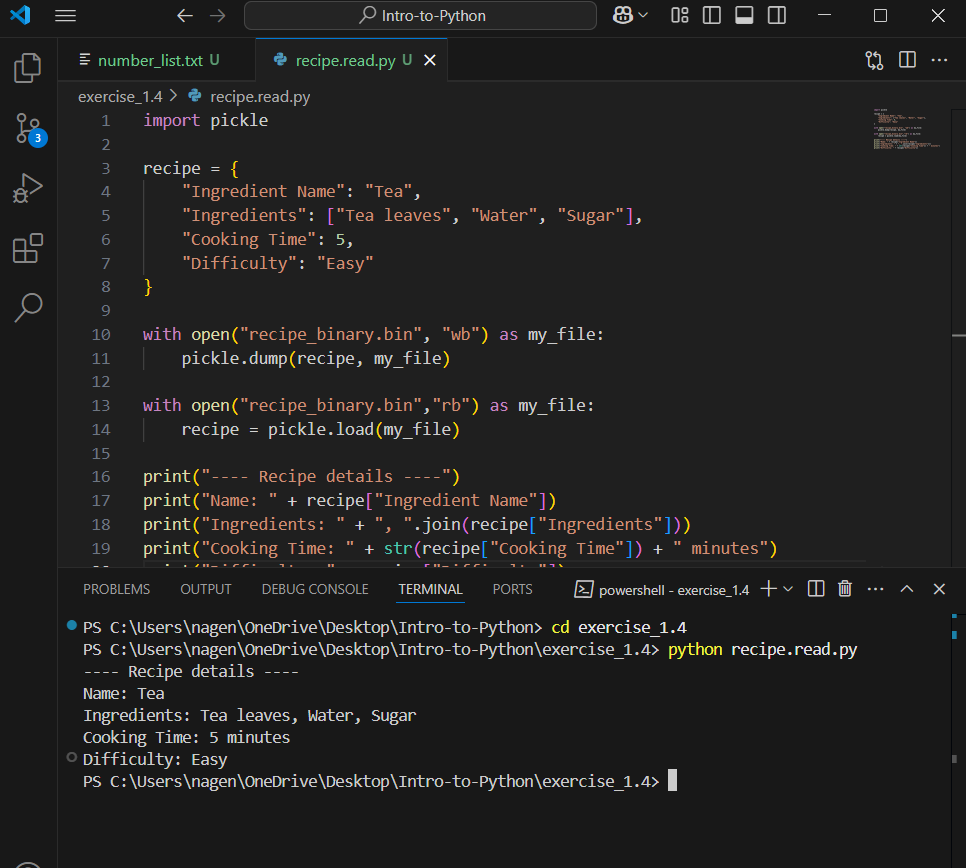 Intro-to-Python
number_list.txt U
recipe.read.py U
exercise_1.4 > recipe.read.py
3
1 import pickle
2
3 recipe = {
4     "Ingredient Name": "Tea",
5     "Ingredients": ["Tea leaves", "Water", "Sugar"],
6     "Cooking Time": 5,
7     "Difficulty": "Easy"
8 }
9
10 with open("recipe_binary.bin", "wb") as my_file:
11     pickle.dump(recipe, my_file)
12
13 with open("recipe_binary.bin","rb") as my_file:
14     recipe = pickle.load(my_file)
15
16 print("---- Recipe details ----")
17 print("Name: " + recipe["Ingredient Name"])
18 print("Ingredients: " + ", ".join(recipe["Ingredients"]))
19 print("Cooking Time: " + str(recipe["Cooking Time"]) + " minutes")
PROBLEMS OUTPUT DEBUG CONSOLE TERMINAL PORTS powershell - exercise_1.4
PS C:\Users\nagen\OneDrive\Desktop\Intro-to-Python> cd exercise_1.4
PS C:\Users\nagen\OneDrive\Desktop\Intro-to-Python\exercise_1.4> python recipe.read.py
---- Recipe details ----
Name: Tea
Ingredients: Tea leaves, Water, Sugar
Cooking Time: 5 minutes
Difficulty: Easy
PS C:\Users\nagen\OneDrive\Desktop\Intro-to-Python\exercise_1.4>